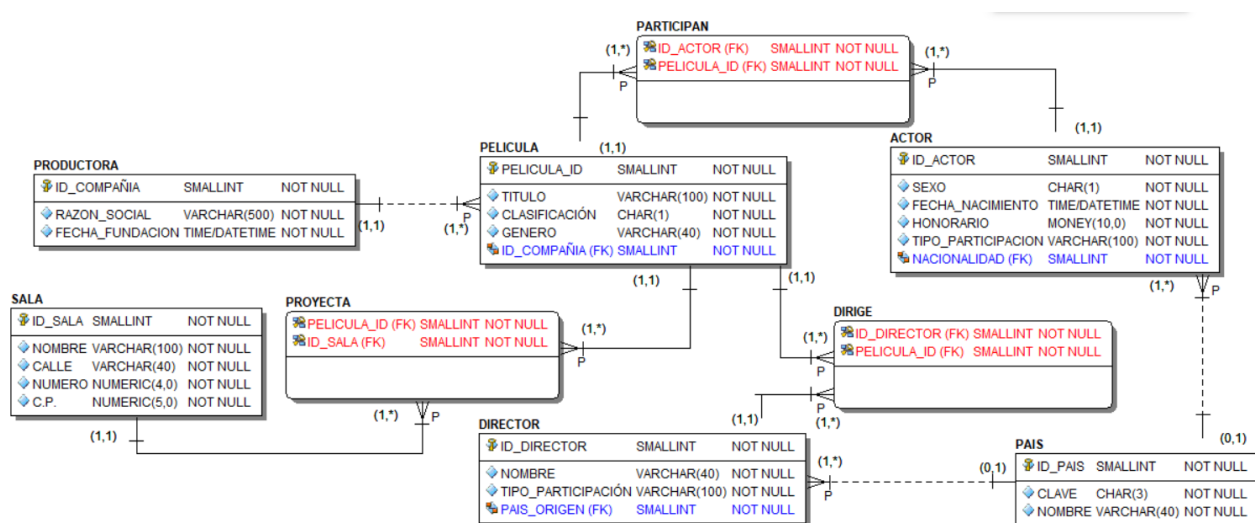 PARTICIPAN
ID_ACTOR (FK) SMALLINT NOT NULL
PELICULA_ID (FK) SMALLINT NOT NULL
(1,*)
P
(1,*)
P
(1,1)
(1,1)
PRODUCTORA
ID_COMPAÑIA SMALLINT NOT NULL
RAZON_SOCIAL VARCHAR(500) NOT NULL
FECHA_FUNDACION TIME/DATETIME NOT NULL
(1,1)
(1,*)
P
PELICULA
PELICULA_ID SMALLINT NOT NULL
TITULO VARCHAR(100) NOT NULL
CLASIFICACIÓN CHAR(1) NOT NULL
GENERO VARCHAR(40) NOT NULL
ID_COMPAÑIA (FK) SMALLINT NOT NULL
(1,1)
(1,1)
ACTOR
ID_ACTOR SMALLINT NOT NULL
SEXO CHAR(1) NOT NULL
FECHA_NACIMIENTO TIME/DATETIME NOT NULL
HONORARIO MONEY(10,0) NOT NULL
TIPO_PARTICIPACION VARCHAR(100) NOT NULL
NACIONALIDAD (FK) SMALLINT NOT NULL
(1,*)
P
SALA
ID_SALA SMALLINT NOT NULL
NOMBRE VARCHAR(100) NOT NULL
CALLE VARCHAR(40) NOT NULL
NUMERO NUMERIC(4,0) NOT NULL
C.P. NUMERIC(5,0) NOT NULL
(1,1)
PROYECTA
PELICULA_ID (FK) SMALLINT NOT NULL
ID_SALA (FK) SMALLINT NOT NULL
(1,*)
P
(1,*)
P
DIRIGE
ID_DIRECTOR (FK) SMALLINT NOT NULL
PELICULA_ID (FK) SMALLINT NOT NULL
(1,*)
P
P
(1,*)
(1,1)
DIRECTOR
ID_DIRECTOR SMALLINT NOT NULL
NOMBRE VARCHAR(40) NOT NULL
TIPO_PARTICIPACIÓN VARCHAR(100) NOT NULL
PAIS_ORIGEN (FK) SMALLINT NOT NULL
(1,*)
P
(0,1)
(0,1)
PAIS
ID_PAIS SMALLINT NOT NULL
CLAVE CHAR(3) NOT NULL
NOMBRE VARCHAR(40) NOT NULL